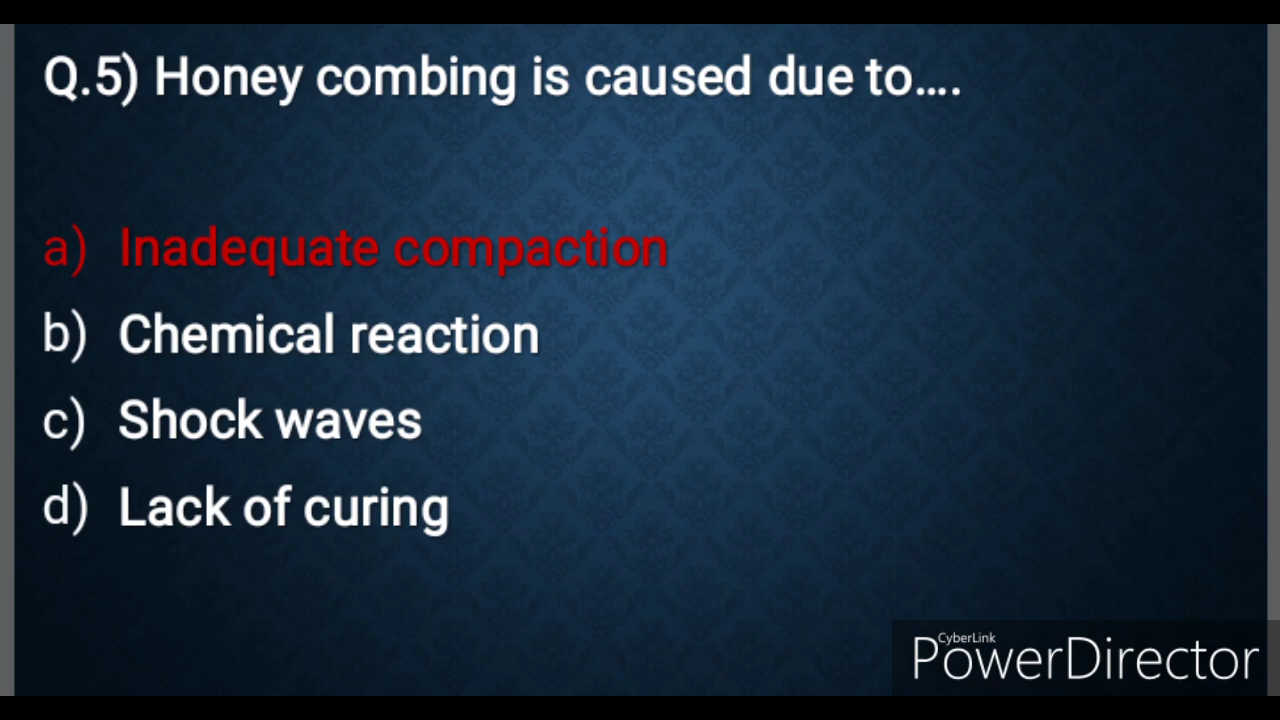 Q.5) Honey combing is caused due to....
a) Inadequate compaction
b) Chemical reaction
c) Shock waves
d) Lack of curing
CyberLink
PowerDirector